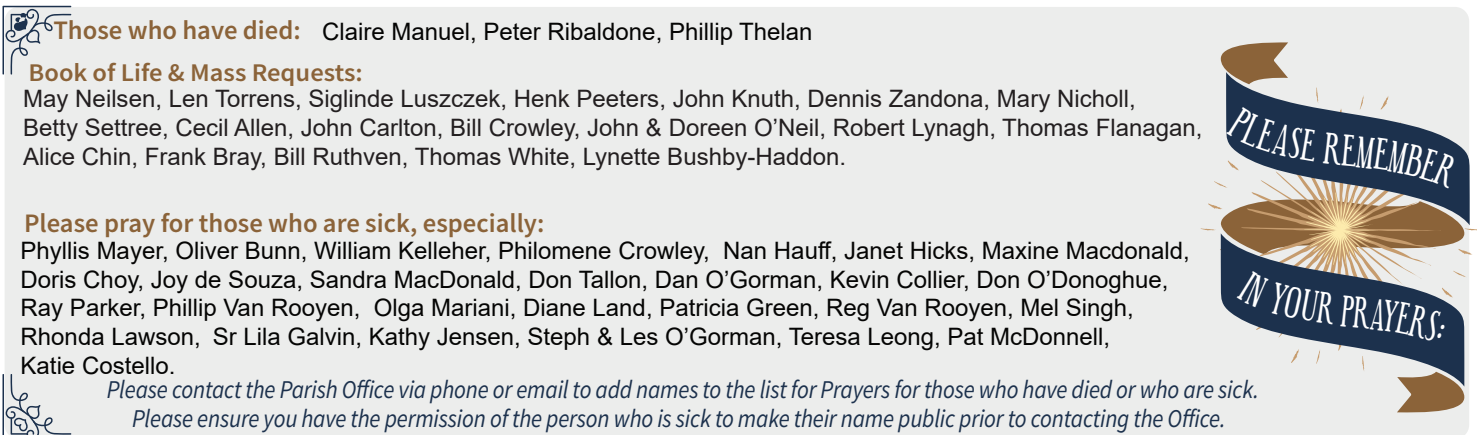 Those who have died: Claire Manuel, Peter Ribaldone, Phillip Thelan
Book of Life & Mass Requests:
May Neilsen, Len Torrens, Siglinde Luszczek, Henk Peeters, John Knuth, Dennis Zandona, Mary Nicholl,
Betty Settree, Cecil Allen, John Carlton, Bill Crowley, John & Doreen O’Neil, Robert Lynagh, Thomas Flanagan,
Alice Chin, Frank Bray, Bill Ruthven, Thomas White, Lynette Bushby-Haddon.
Please pray for those who are sick, especially:
Phyllis Mayer, Oliver Bunn, William Kelleher, Philomene Crowley, Nan Hauff, Janet Hicks, Maxine Macdonald,
Doris Choy, Joy de Souza, Sandra MacDonald, Don Tallon, Dan O’Gorman, Kevin Collier, Don O’Donoghue,
Ray Parker, Phillip Van Rooyen, Olga Mariani, Diane Land, Patricia Green, Reg Van Rooyen, Mel Singh,
Rhonda Lawson, Sr Lila Galvin, Kathy Jensen, Steph & Les O’Gorman, Teresa Leong, Pat McDonnell,
Katie Costello.
Please contact the Parish Office via phone or email to add names to the list for Prayers for those who have died or who are sick.
Please ensure you have the permission of the person who is sick to make their name public prior to contacting the Office.
PLEASE REMEMBER
IN YOUR PRAYERS: